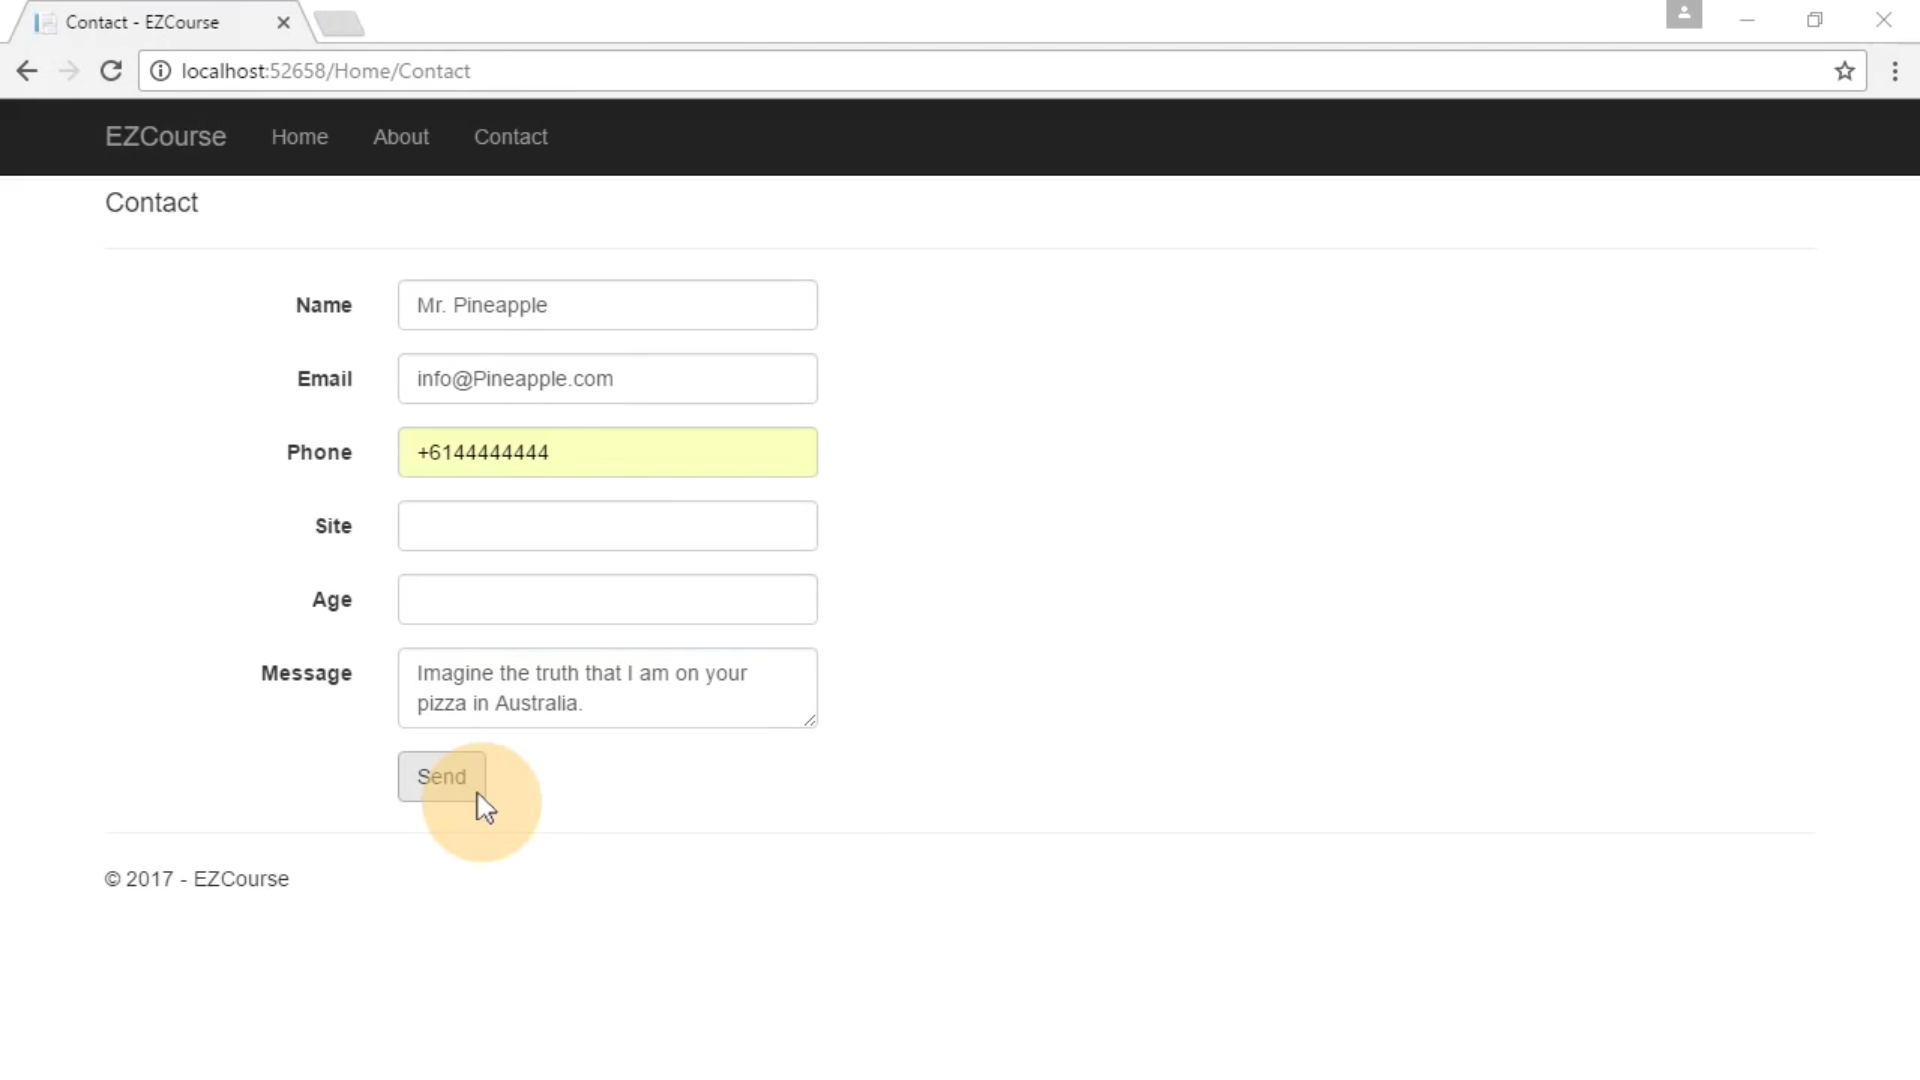 Contact - EZCourse
localhost:52658/Home/Contact
EZCourse Home About Contact
Contact
Name Mr. Pineapple
Email info@Pineapple.com
Phone +6144444444
Site
Age
Message Imagine the truth that I am on your
pizza in Australia.
Send
© 2017 - EZCourse